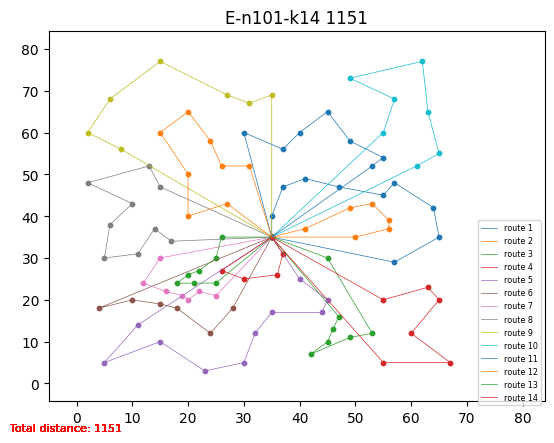 E-n101-k14 1151
80
70
60
50
40
30
20
10
0
0 10 20 30 40 50 60 70 80
route 1
route 2
route 3
route 4
route 5
route 6
route 7
route 8
route 9
route 10
route 11
route 12
route 13
route 14
Total distance: 1151